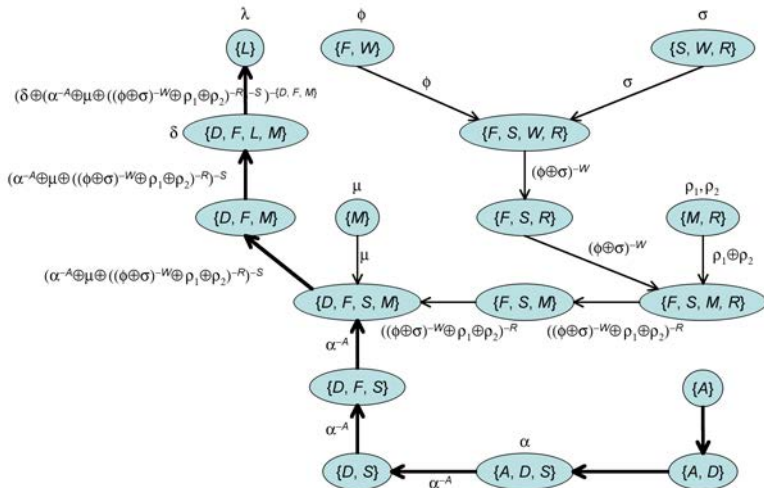 λ
ϕ
σ
{L}
{F, W}
{S, W, R}
(δ⊕(α⁻ᴬ⊕μ⊕((ϕ⊕σ)⁻ᵂ⊕ρ₁⊕ρ₂)⁻ᴿ)⁻ˢ)⁻{D, F, M}
ϕ
σ
δ
{D, F, L, M}
{F, S, W, R}
(α⁻ᴬ⊕μ⊕((ϕ⊕σ)⁻ᵂ⊕ρ₁⊕ρ₂)⁻ᴿ)⁻ˢ
(ϕ⊕σ)⁻ᵂ
μ
ρ₁, ρ₂
{D, F, M}
{M}
{F, S, R}
{M, R}
μ
(ϕ⊕σ)⁻ᵂ
ρ₁⊕ρ₂
(α⁻ᴬ⊕μ⊕((ϕ⊕σ)⁻ᵂ⊕ρ₁⊕ρ₂)⁻ᴿ)⁻ˢ
{D, F, S, M}
{F, S, M}
{F, S, M, R}
((ϕ⊕σ)⁻ᵂ⊕ρ₁⊕ρ₂)⁻ᴿ
((ϕ⊕σ)⁻ᵂ⊕ρ₁⊕ρ₂)⁻ᴿ
α⁻ᴬ
{D, F, S}
{A}
α⁻ᴬ
α
{D, S}
{A, D, S}
{A, D}
α⁻ᴬ